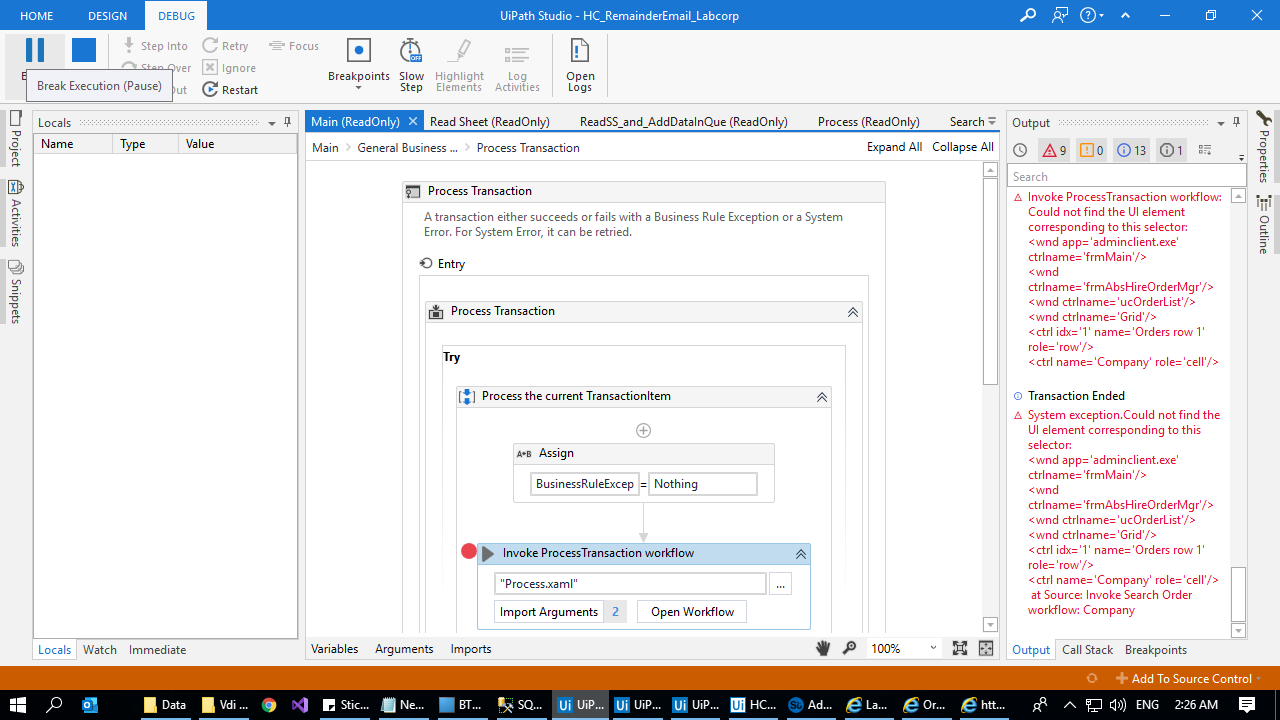 HOME DESIGN DEBUG UiPath Studio - HC_RemainderEmail_Labcorp
Step Into Retry Focus
Step Over Ignore
Restart
Breakpoints Slow Step Highlight Elements Log Activities Open Logs
Break Execution (Pause)
Project
Activities
Snippets
Locals
Name Type Value
Locals Watch Immediate
Main (ReadOnly) Read Sheet (ReadOnly) ReadSS_and_AddDataInQue (ReadOnly) Process (ReadOnly) Search
Main General Business ... Process Transaction Expand All Collapse All
Process Transaction
A transaction either succeeds or fails with a Business Rule Exception or a System
Error. For System Error, it can be retried.
Entry
Process Transaction
Try
Process the current TransactionItem
A+B Assign
BusinessRuleExcep = Nothing
Invoke ProcessTransaction workflow
"Process.xaml" ...
Import Arguments 2 Open Workflow
Variables Arguments Imports 100%
Output
9 0 13 1
Search
Invoke ProcessTransaction workflow:
Could not find the UI element
corresponding to this selector:
<wnd app='adminclient.exe'
ctrlname='frmMain'/>
<wnd
ctrlname='frmAbsHireOrderMgr'/>
<wnd ctrlname='ucOrderList'/>
<wnd ctrlname='Grid'/>
<ctrl idx='1' name='Orders row 1'
role='row'/>
<ctrl name='Company' role='cell'/>
Transaction Ended
System exception.Could not find the
UI element corresponding to this
selector:
<wnd app='adminclient.exe'
ctrlname='frmMain'/>
<wnd
ctrlname='frmAbsHireOrderMgr'/>
<wnd ctrlname='ucOrderList'/>
<wnd ctrlname='Grid'/>
<ctrl idx='1' name='Orders row 1'
role='row'/>
<ctrl name='Company' role='cell'/>
at Source: Invoke Search Order
workflow: Company
Output Call Stack Breakpoints
Properties
Outline
Add To Source Control
Data Vdi ... Stic... Ne... BT... SQ... UiP... UiP... UiP... HC... Ad... La... Or... htt... 2:26 AM